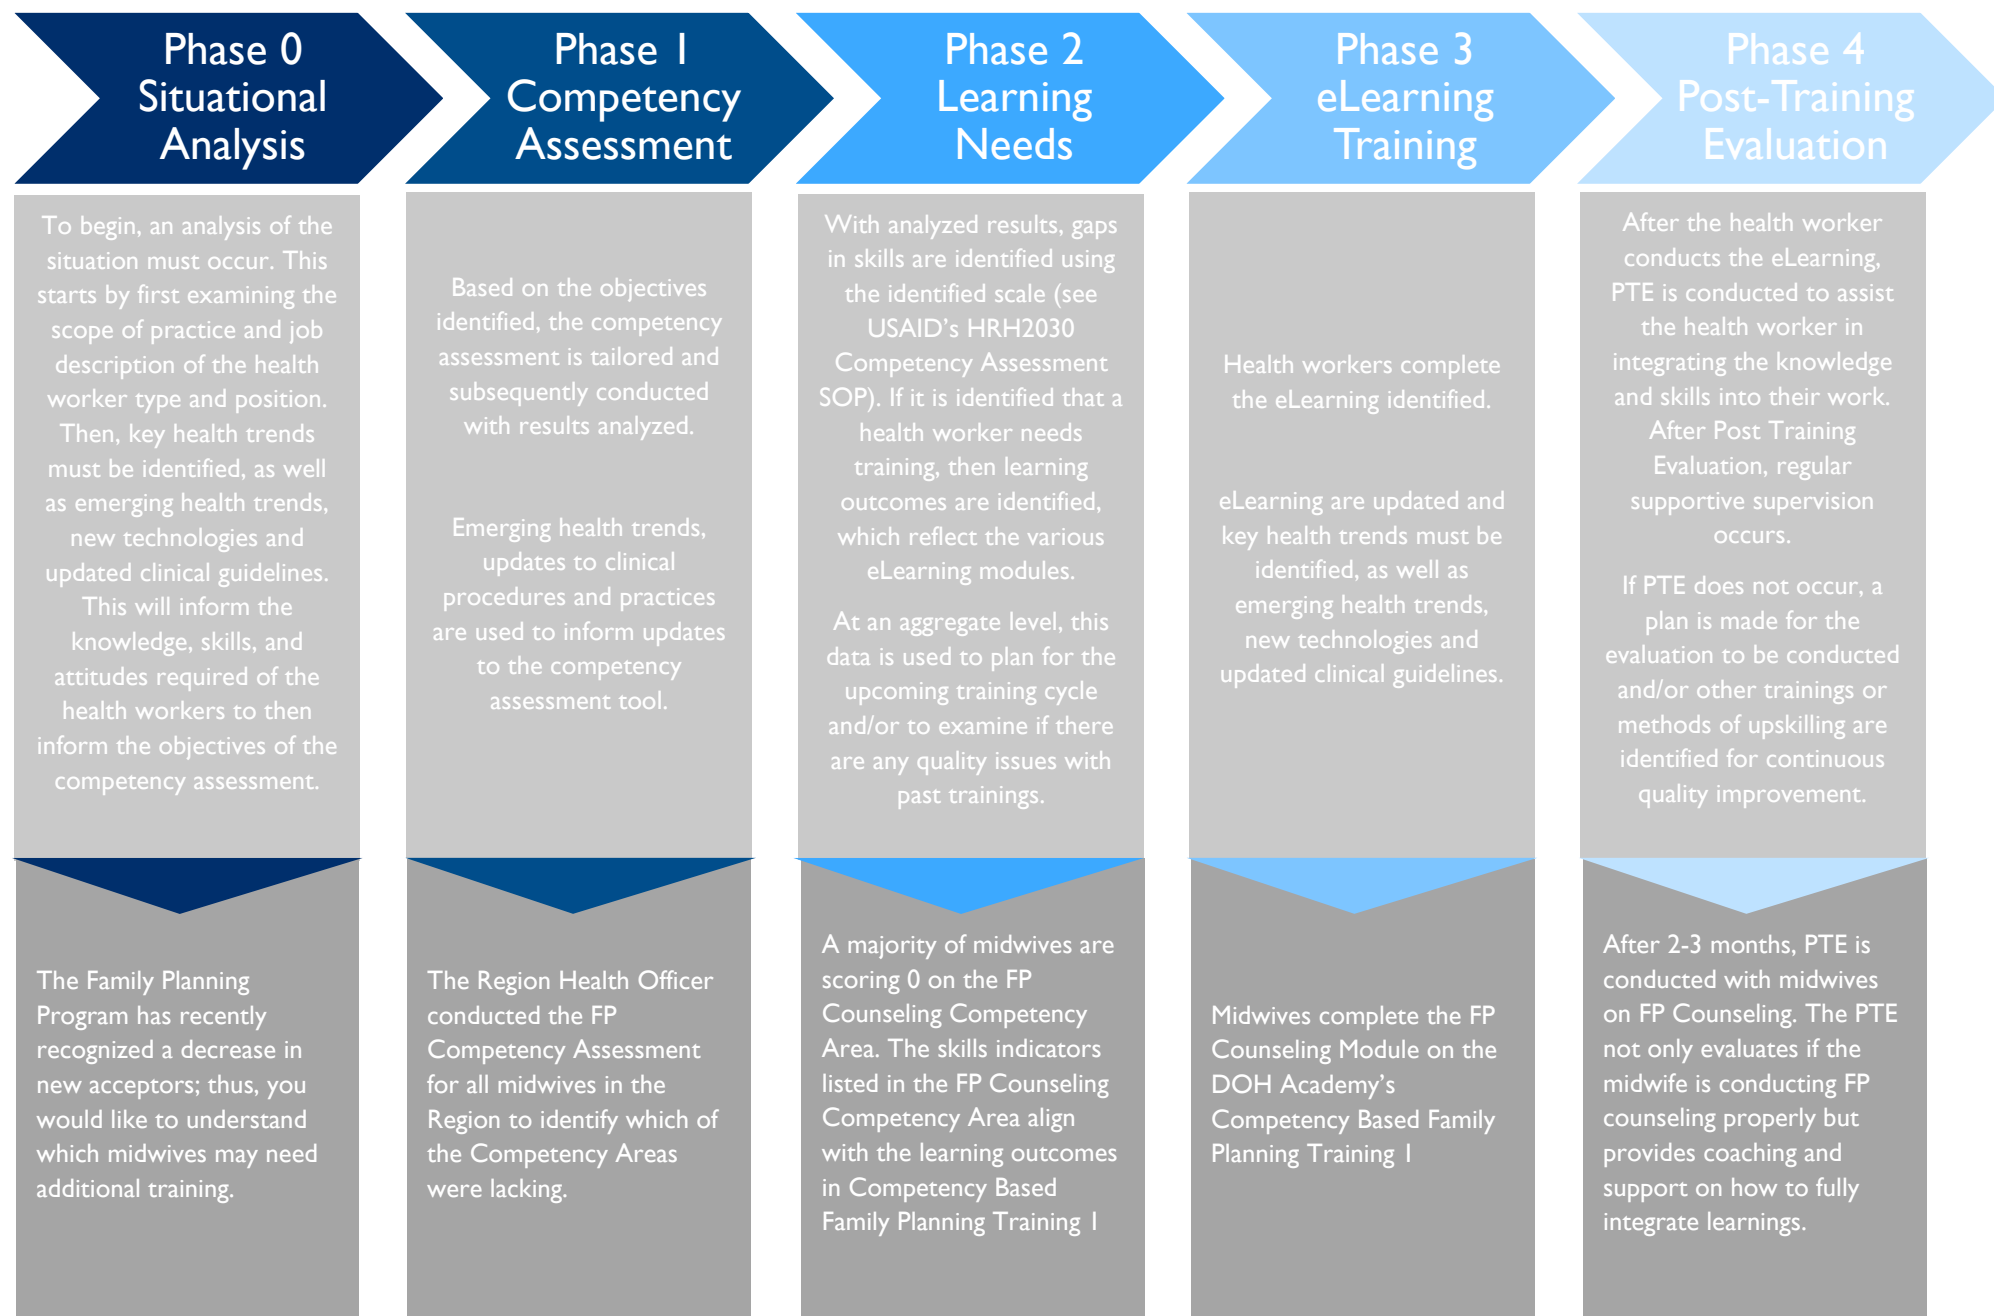 Phase 0
Situational
Analysis
To begin, an analysis of the
situation must occur. This
starts by first examining the
scope of practice and job
description of the health
worker type and position.
Then, key health trends
must be identified, as well
as emerging health trends,
new technologies and
updated clinical guidelines.
This will inform the
knowledge, skills, and
attitudes required of the
health workers to then
inform the objectives of the
competency assessment.
The Family Planning
Program has recently
recognized a decrease in
new acceptors; thus, you
would like to understand
which midwives may need
additional training.
Phase 1
Competency
Assessment
Based on the objectives
identified, the competency
assessment is tailored and
subsequently conducted
with results analyzed.
Emerging health trends,
updates to clinical
procedures and practices
are used to inform updates
to the competency
assessment tool.
The Region Health Officer
conducted the FP
Competency Assessment
for all midwives in the
Region to identify which of
the Competency Areas
were lacking.
Phase 2
Learning
Needs
With analyzed results, gaps
in skills are identified using
the identified scale (see
USAID’s HRH2030
Competency Assessment
SOP). If it is identified that a
health worker needs
training, then learning
outcomes are identified,
which reflect the various
eLearning modules.
At an aggregate level, this
data is used to plan for the
upcoming training cycle
and/or to examine if there
are any quality issues with
past trainings.
A majority of midwives are
scoring 0 on the FP
Counseling Competency
Area. The skills indicators
listed in the FP Counseling
Competency Area align
with the learning outcomes
in Competency Based
Family Planning Training 1
Phase 3
eLearning
Training
Health workers complete
the eLearning identified.
eLearning are updated and
key health trends must be
identified, as well as
emerging health trends,
new technologies and
updated clinical guidelines.
Midwives complete the FP
Counseling Module on the
DOH Academy’s
Competency Based Family
Planning Training 1
Phase 4
Post-Training
Evaluation
After the health worker
conducts the eLearning,
PTE is conducted to assist
the health worker in
integrating the knowledge
and skills into their work.
After Post Training
Evaluation, regular
supportive supervision
occurs.
If PTE does not occur, a
plan is made for the
evaluation to be conducted
and/or other trainings or
methods of upskilling are
identified for continuous
quality improvement.
After 2-3 months, PTE is
conducted with midwives
on FP Counseling. The PTE
not only evaluates if the
midwife is conducting FP
counseling properly but
provides coaching and
support on how to fully
integrate learnings.